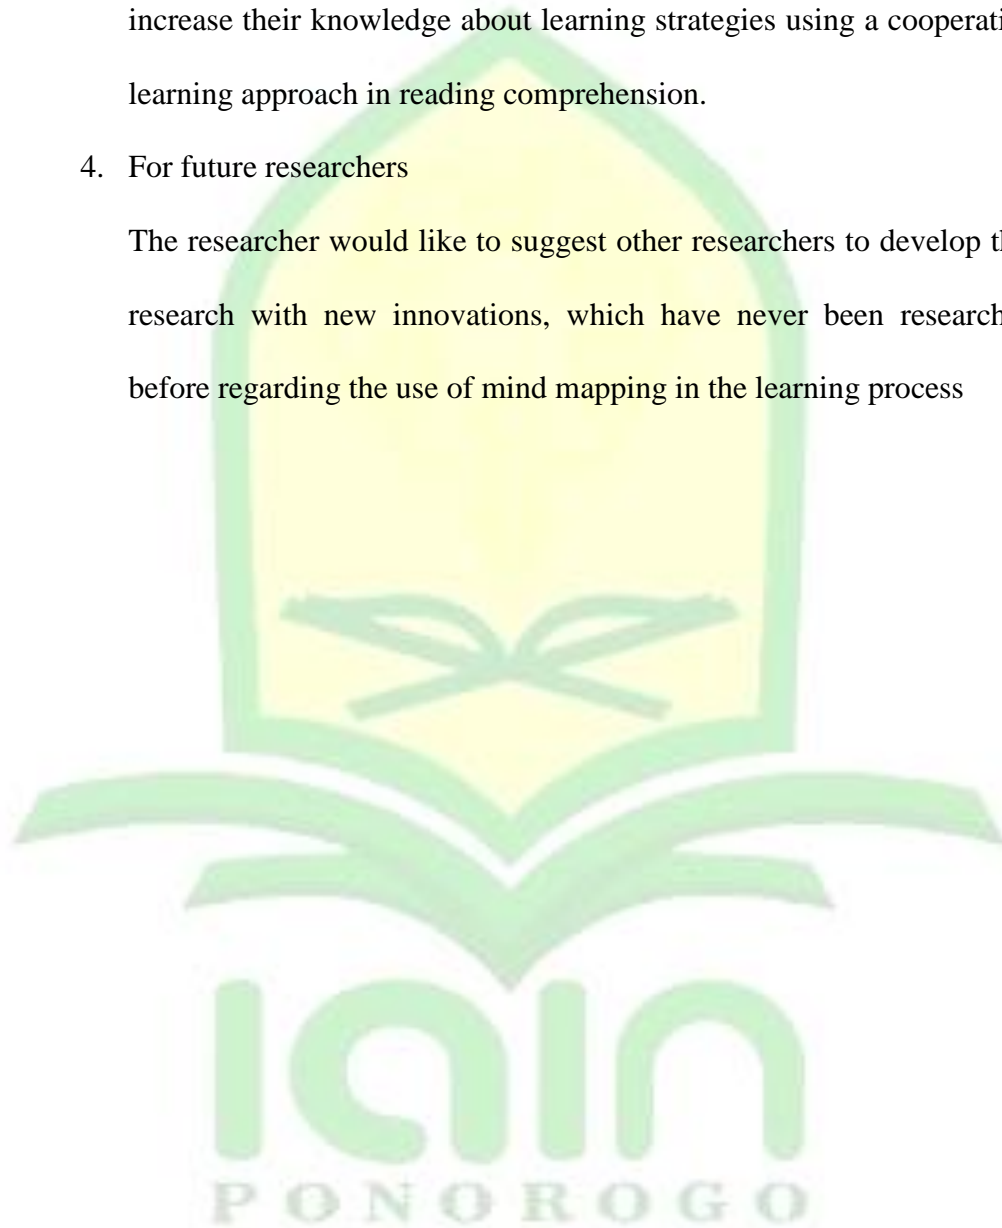 increase their knowledge about learning strategies using a cooperati
learning approach in reading comprehension.
4. For future researchers
The researcher would like to suggest other researchers to develop th
research with new innovations, which have never been research
before regarding the use of mind mapping in the learning process
iain
PONOROGO